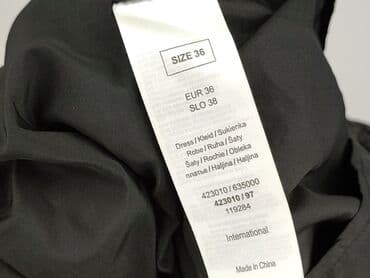 SIZE 36
EUR 36
SLO 38
Dress / Kleid / Sukienka
Robe / Ruha / Šaty
Šaty / Rochie / Obleka
платье / Haljina / Haljina
423010 / 635000
423010 / 97
119284
International
Made in China